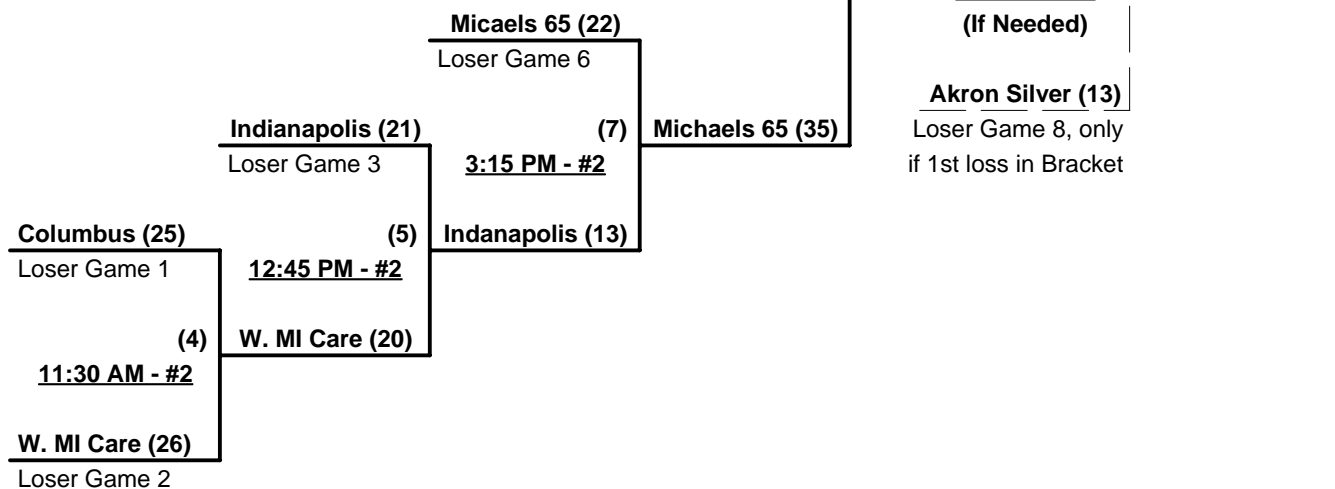 Micaels 65 (22)
(If Needed)
Loser Game 6
Akron Silver (13)
Indianapolis (21)
(7)
Michaels 65 (35)
Loser Game 8, only
Loser Game 3
3:15 PM - #2
if 1st loss in Bracket
Columbus (25)
(5)
Indanapolis (13)
Loser Game 1
12:45 PM - #2
(4)
W. MI Care (20)
11:30 AM - #2
W. MI Care (26)
Loser Game 2